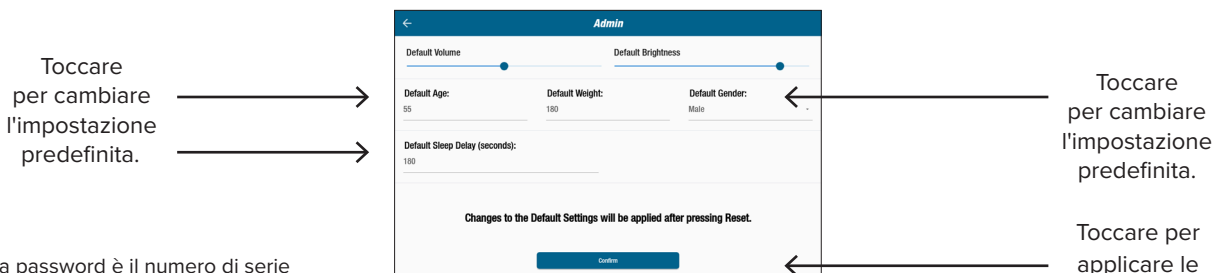 Admin
Default Volume
Default Brightness
Toccare
per cambiare
l'impostazione
predefinita.
Default Age:
55
Default Weight:
180
Default Gender:
Male
Default Sleep Delay (seconds):
180
Toccare
per cambiare
l'impostazione
predefinita.
Changes to the Default Settings will be applied after pressing Reset.
Confirm
a password è il numero di serie
Toccare per
applicare le